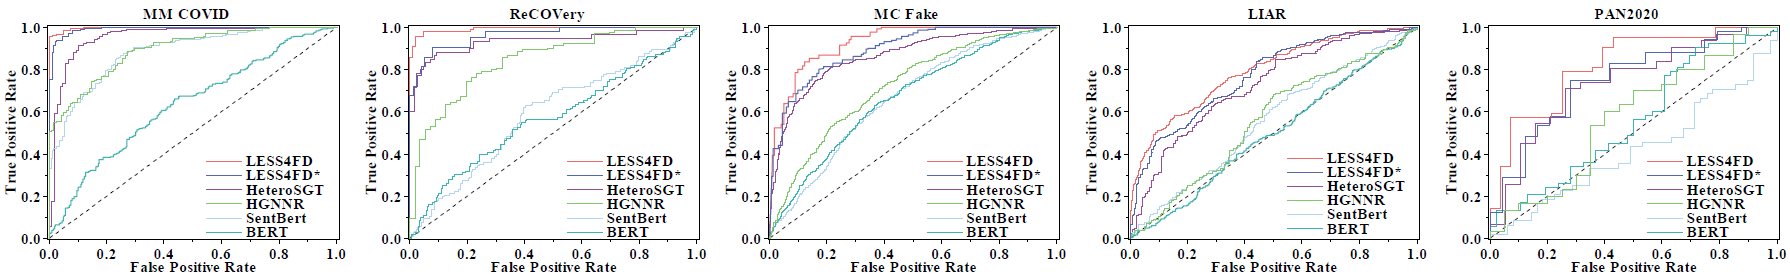 MM COVID
True Positive Rate
1.0
0.8
0.6
0.4
0.2
0.0
LESS4FD
LESS4FD*
HeteroSGT
HGNNR
SentBert
BERT
0.0 0.2 0.4 0.6 0.8 1.0
False Positive Rate
ReCOVery
True Positive Rate
1.0
0.8
0.6
0.4
0.2
0.0
LESS4FD
LESS4FD*
HeteroSGT
HGNNR
SentBert
BERT
0.0 0.2 0.4 0.6 0.8 1.0
False Positive Rate
MC Fake
True Positive Rate
1.0
0.8
0.6
0.4
0.2
0.0
LESS4FD
LESS4FD*
HeteroSGT
HGNNR
SentBert
BERT
0.0 0.2 0.4 0.6 0.8 1.0
False Positive Rate
LIAR
True Positive Rate
1.0
0.8
0.6
0.4
0.2
0.0
LESS4FD
LESS4FD*
HeteroSGT
HGNNR
SentBert
BERT
0.0 0.2 0.4 0.6 0.8 1.0
False Positive Rate
PAN2020
True Positive Rate
1.0
0.8
0.6
0.4
0.2
0.0
LESS4FD
LESS4FD*
HeteroSGT
HGNNR
SentBert
BERT
0.0 0.2 0.4 0.6 0.8 1.0
False Positive Rate